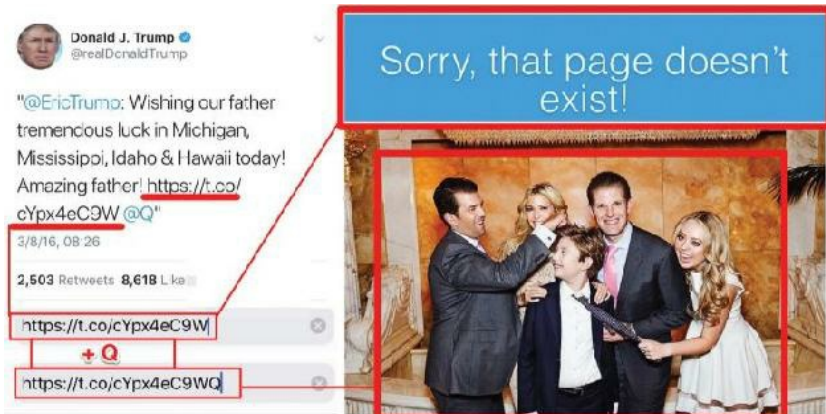 Donald J. Trump
@realDonaldTrump
"@EricTrump: Wishing our father
tremendous luck in Michigan,
Mississippi, Idaho & Hawaii today!
Amazing father! https://t.co/
cYpx4eC9W @Q"
3/8/16, 08:26
2,503 Retweets 8,618 Like
https://t.co/cYpx4eC9W
+ Q
https://t.co/cYpx4eC9WQ
Sorry, that page doesn't
exist!